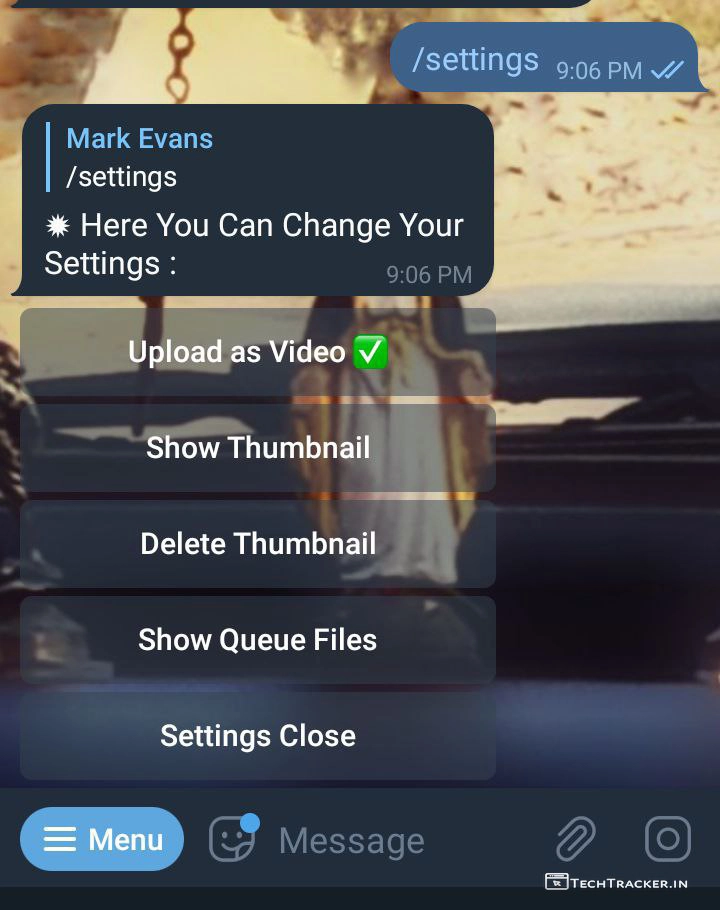 /settings 9:06 PM
Mark Evans
/settings
✹ Here You Can Change Your
Settings :
9:06 PM
Upload as Video ✅
Show Thumbnail
Delete Thumbnail
Show Queue Files
Settings Close
Menu Message
TECHTRACKER.IN